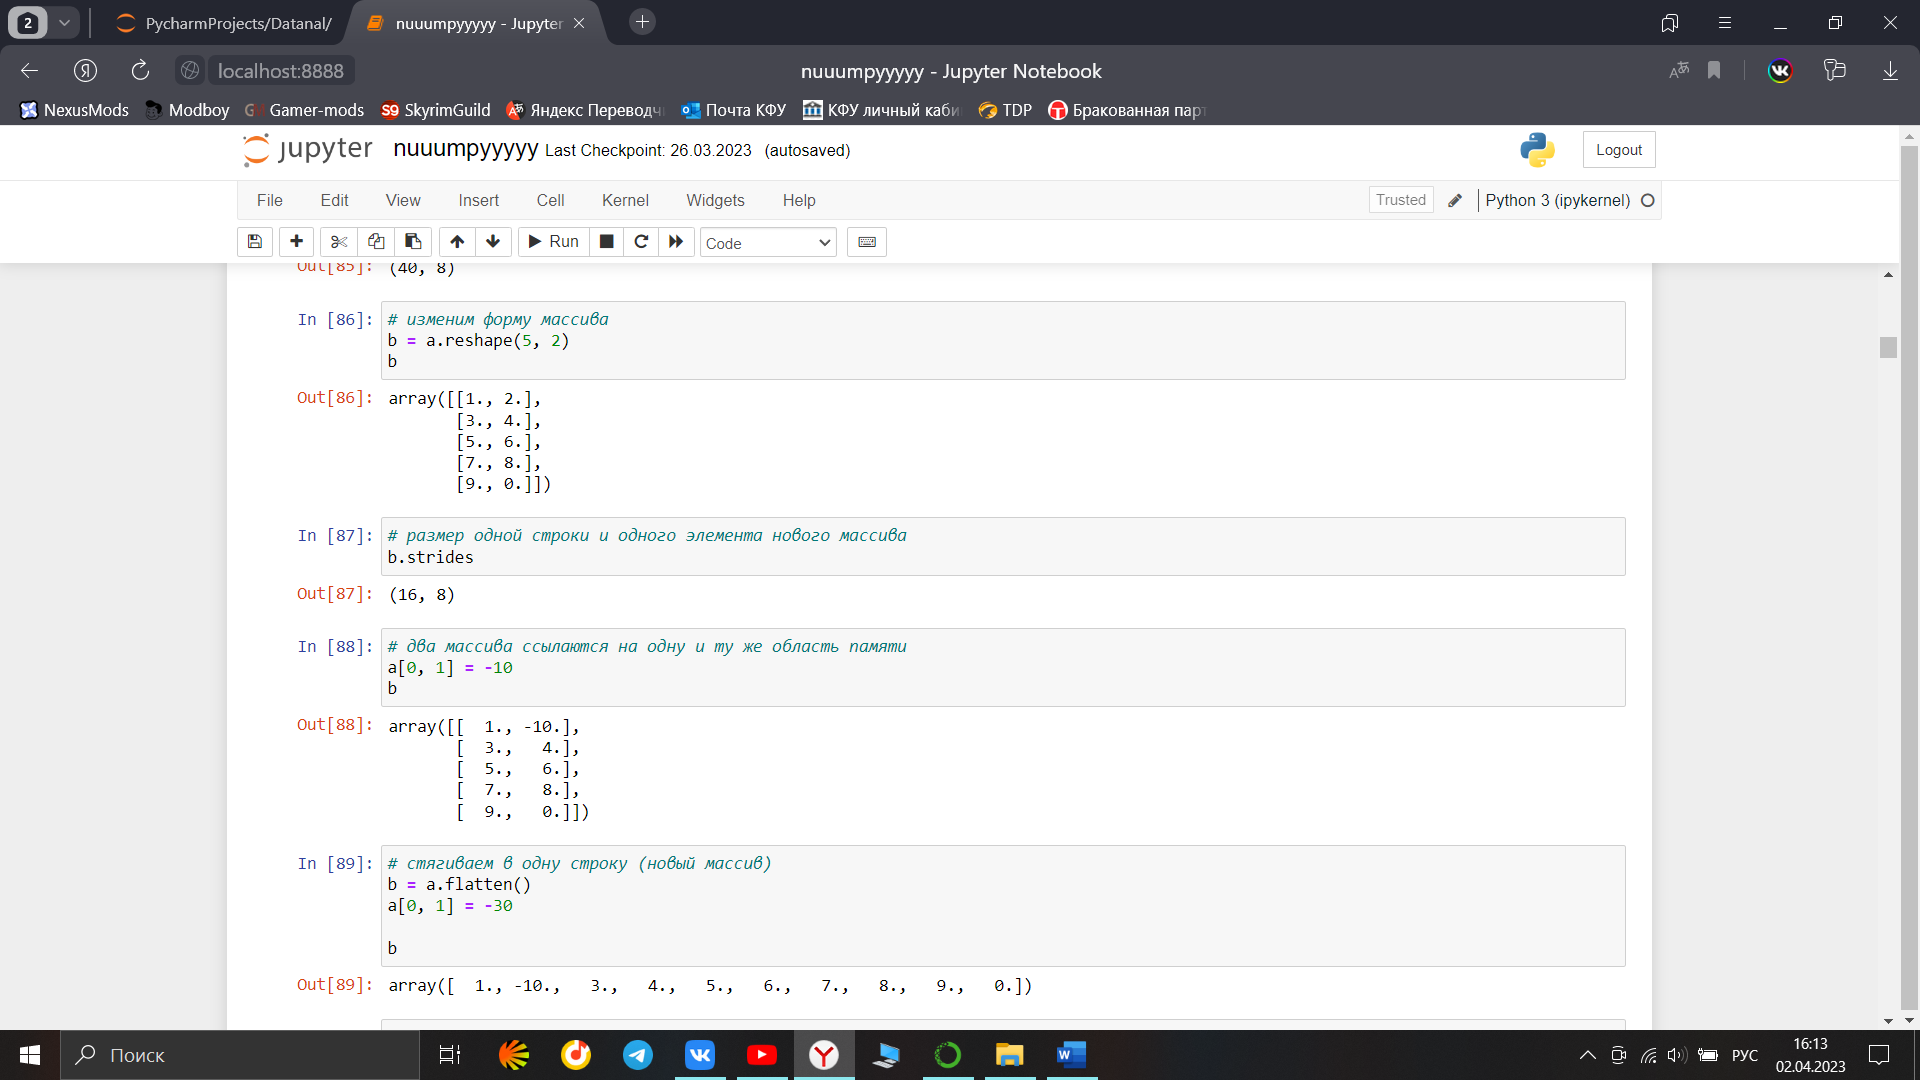 2
PycharmProjects/Datanal/
nuuumpyyyyy - Jupyter
Я
localhost:8888
nuuumpyyyyy - Jupyter Notebook
NexusMods
Modboy
Gamer-mods
S9 SkyrimGuild
Яндекс Переводчи
Почта КФУ
КФУ личный каби
TDP
Бракованная парт
jupyter nuuumpyyyyy Last Checkpoint: 26.03.2023 (autosaved)
Logout
File Edit View Insert Cell Kernel Widgets Help
Trusted
Python 3 (ipykernel)
Run
Code
Out[85]: (40, 8)
In [86]: # изменим форму массива
b = a.reshape(5, 2)
b
Out[86]: array([[1., 2.],
[3., 4.],
[5., 6.],
[7., 8.],
[9., 0.]])
In [87]: # размер одной строки и одного элемента нового массива
b.strides
Out[87]: (16, 8)
In [88]: # два массива ссылаются на одну и ту же область памяти
a[0, 1] = -10
b
Out[88]: array([[  1., -10.],
[  3.,   4.],
[  5.,   6.],
[  7.,   8.],
[  9.,   0.]])
In [89]: # стягиваем в одну строку (новый массив)
b = a.flatten()
a[0, 1] = -30
b
Out[89]: array([  1., -10.,   3.,   4.,   5.,   6.,   7.,   8.,   9.,   0.])
Поиск
РУС
16:13
02.04.2023